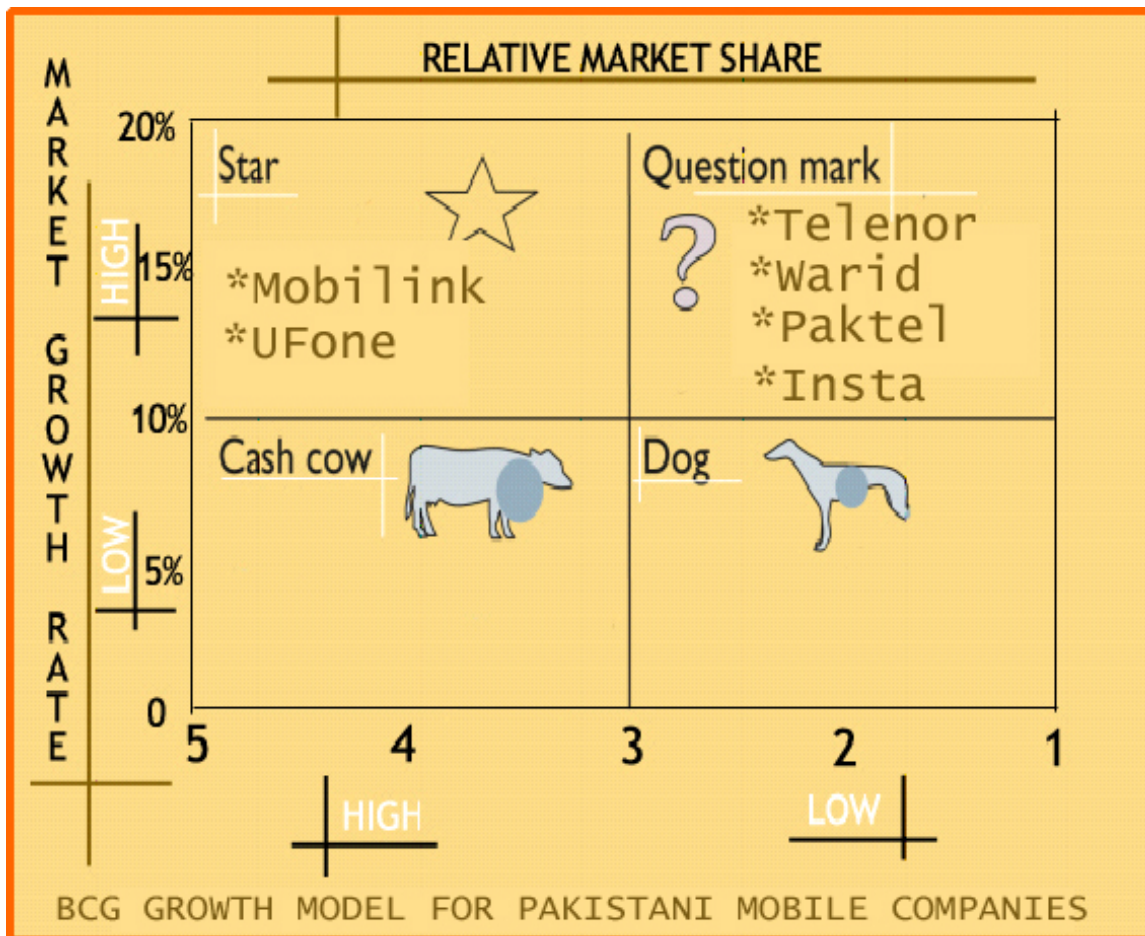 RELATIVE MARKET SHARE
MARKET GROWTH RATE
HIGH
LOW
20%
15%
10%
5%
0
Star
*Mobilink
*UFone
Question mark
?
*Telenor
*Warid
*Paktel
*Insta
Cash cow
Dog
5 4 3 2 1
HIGH LOW
BCG GROWTH MODEL FOR PAKISTANI MOBILE COMPANIES